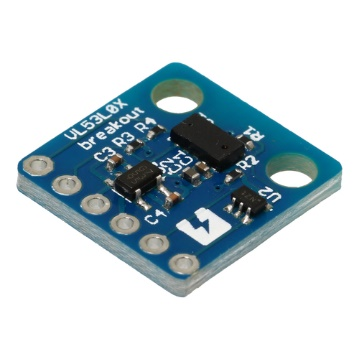 VL53L0X
breakout
C3 R3 R4
R1
R2
U2
C4